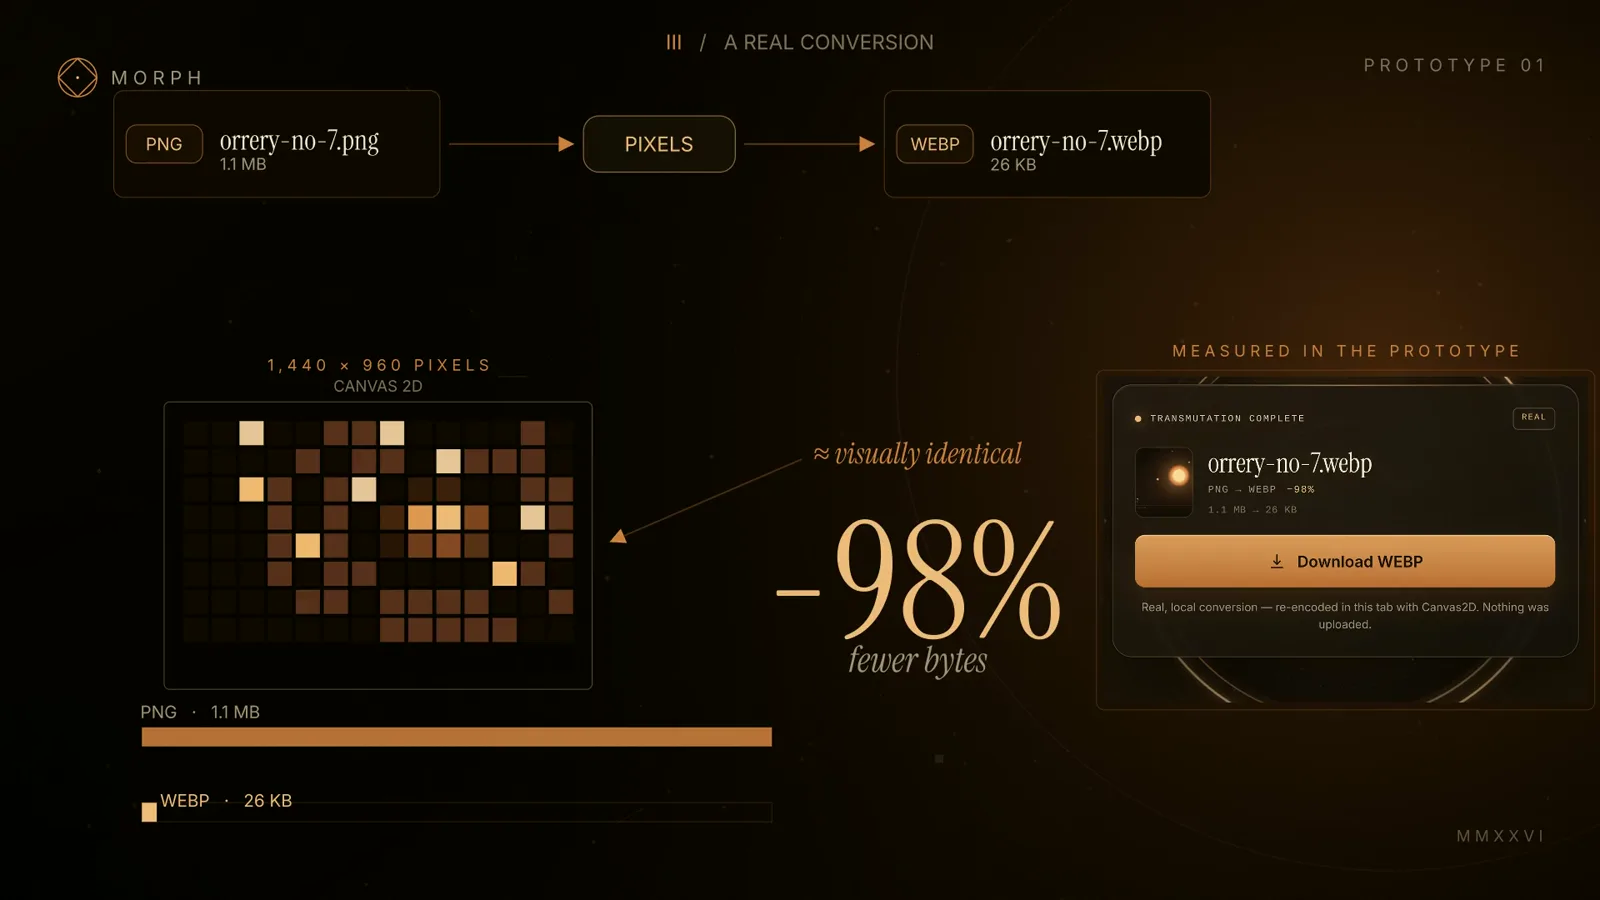 III / A REAL CONVERSION
MORPH
PROTOTYPE 01
PNG
orrery-no-7.png
1.1 MB
PIXELS
WEBP
orrery-no-7.webp
26 KB
1,440 × 960 PIXELS
CANVAS 2D
≈ visually identical
−98%
fewer bytes
MEASURED IN THE PROTOTYPE
TRANSMUTATION COMPLETE
REAL
orrery-no-7.webp
PNG → WEBP −98%
1.1 MB → 26 KB
Download WEBP
Real, local conversion — re-encoded in this tab with Canvas2D. Nothing was
uploaded.
PNG · 1.1 MB
WEBP · 26 KB
MMXXVI